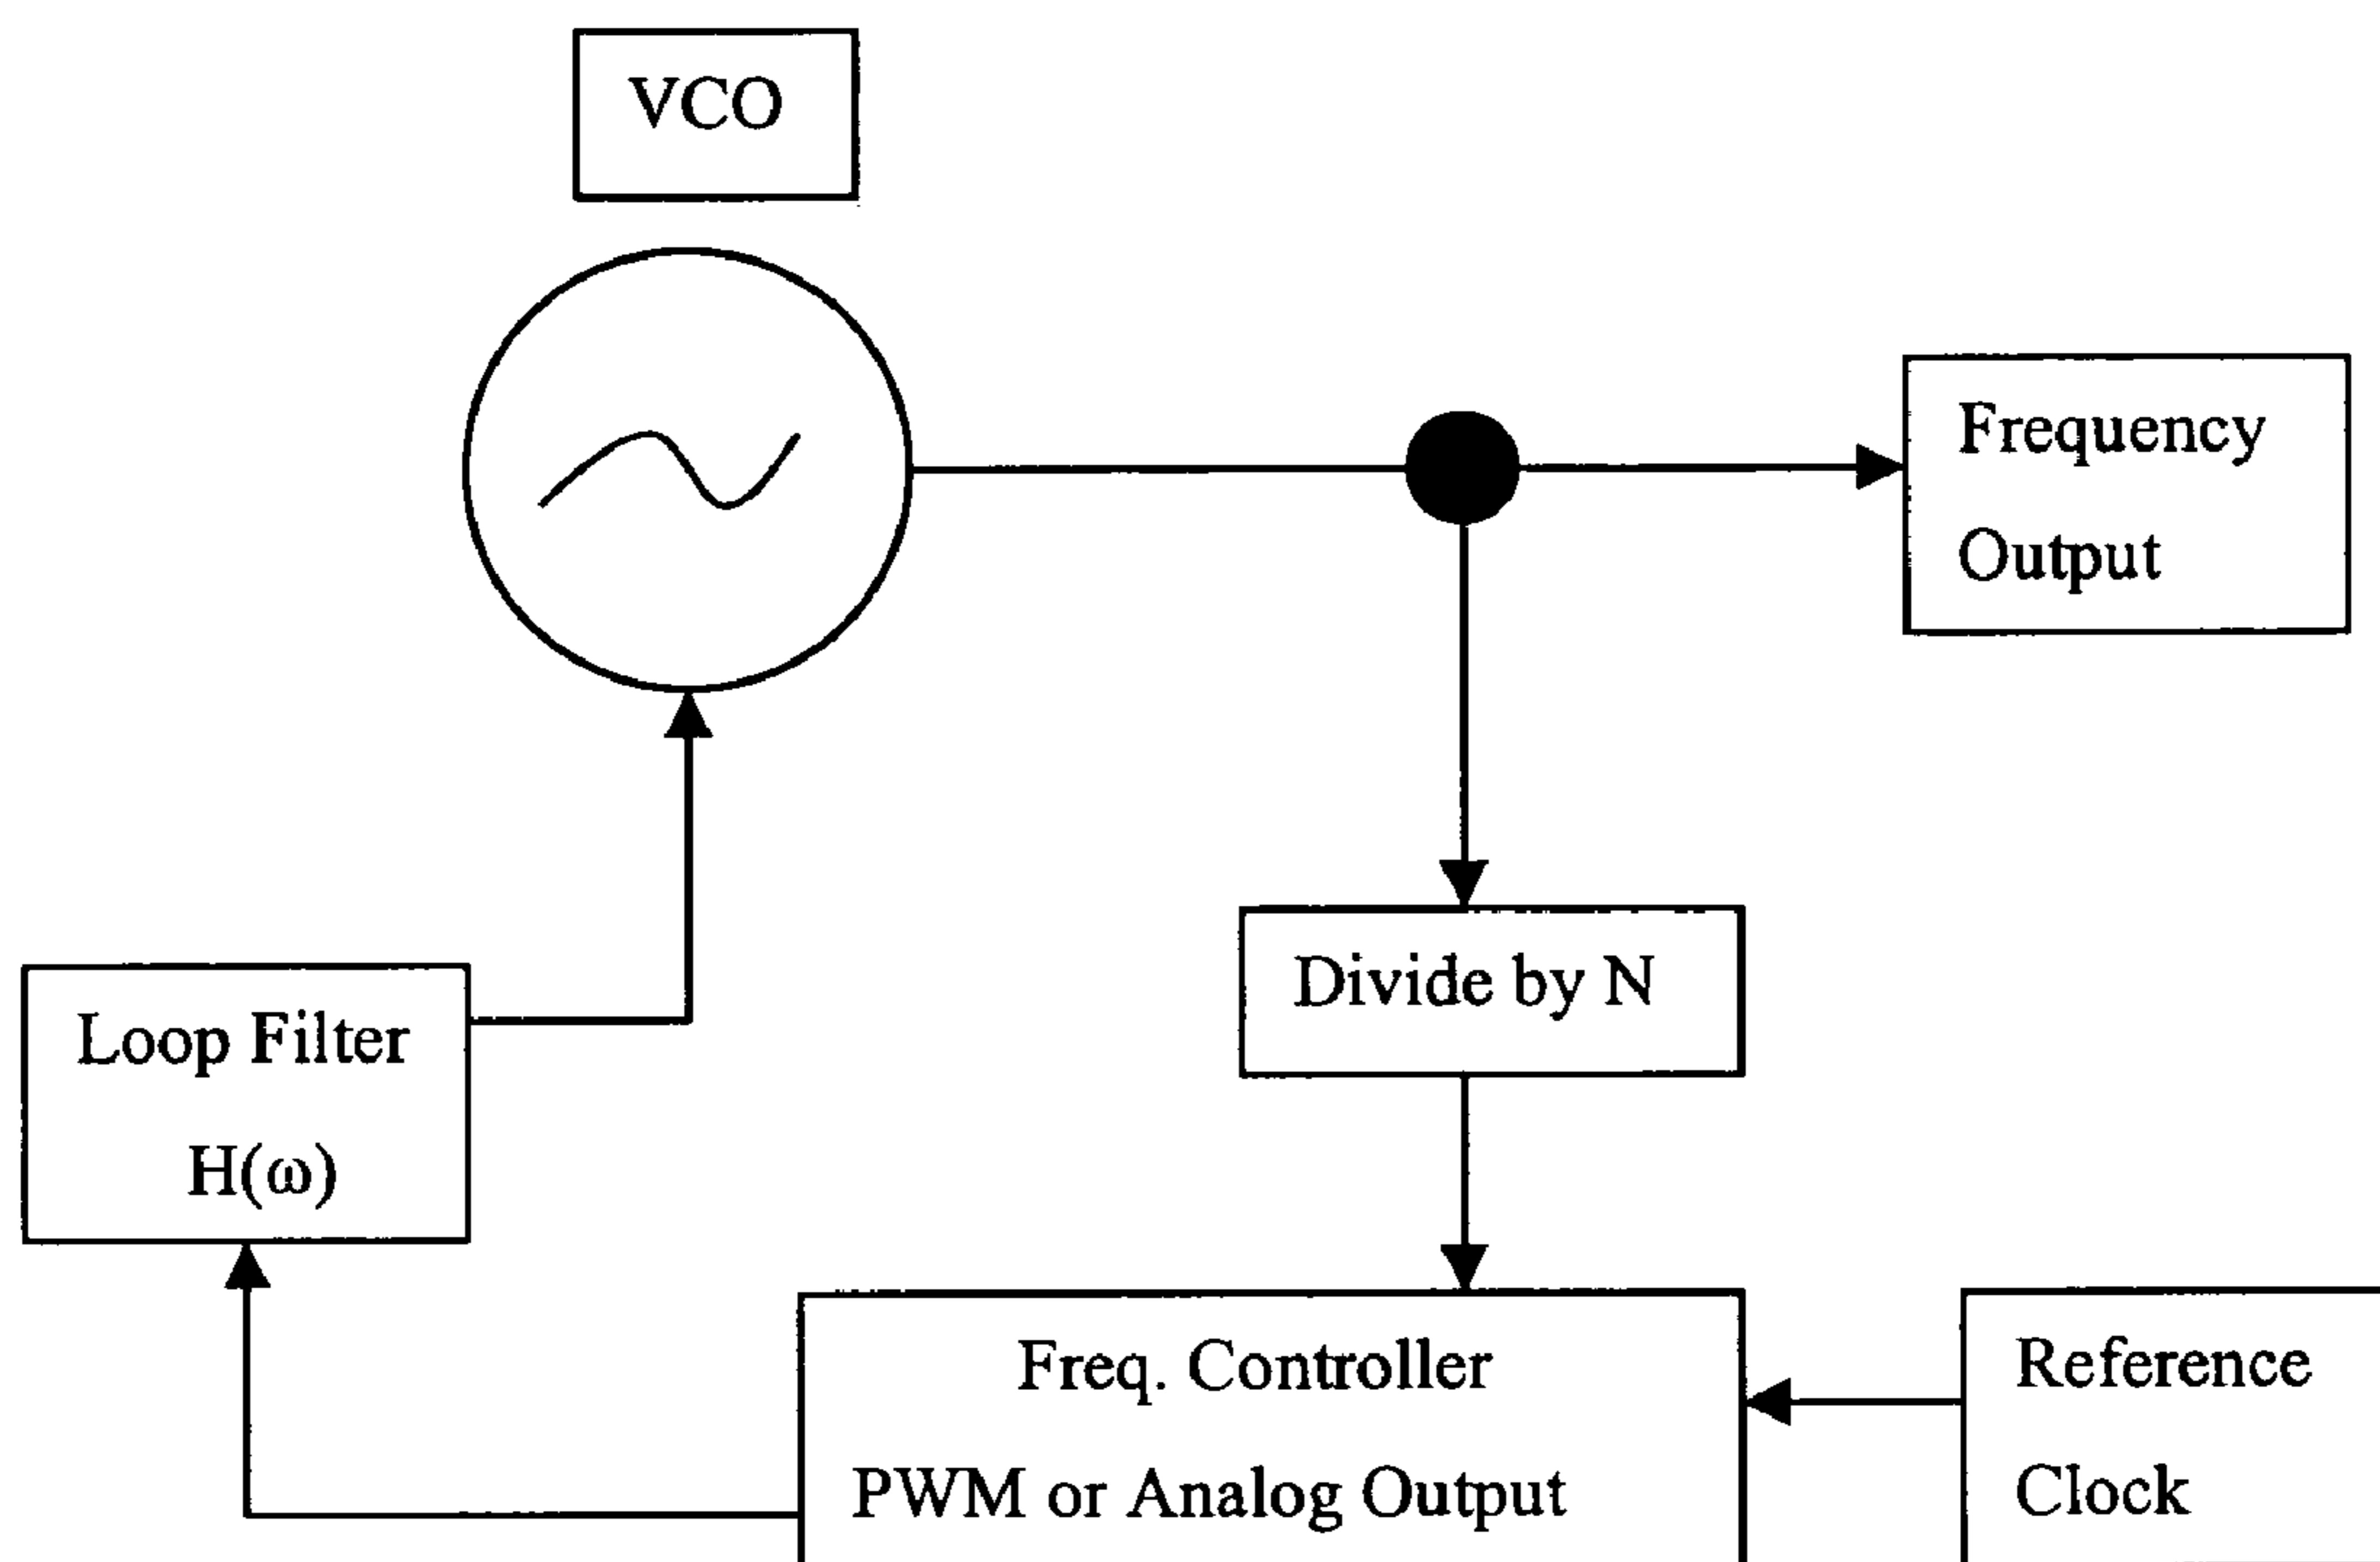 VCO
Frequency
Output
Divide by N
Loop Filter
H(ω)
Freq. Controller
PWM or Analog Output
Reference
Clock